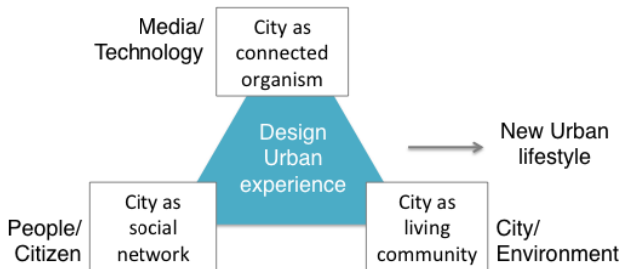 Media/
Technology
City as
connected
organism
Design
Urban
experience
New Urban
lifestyle
People/
Citizen
City as
social
network
City as
living
community
City/
Environment